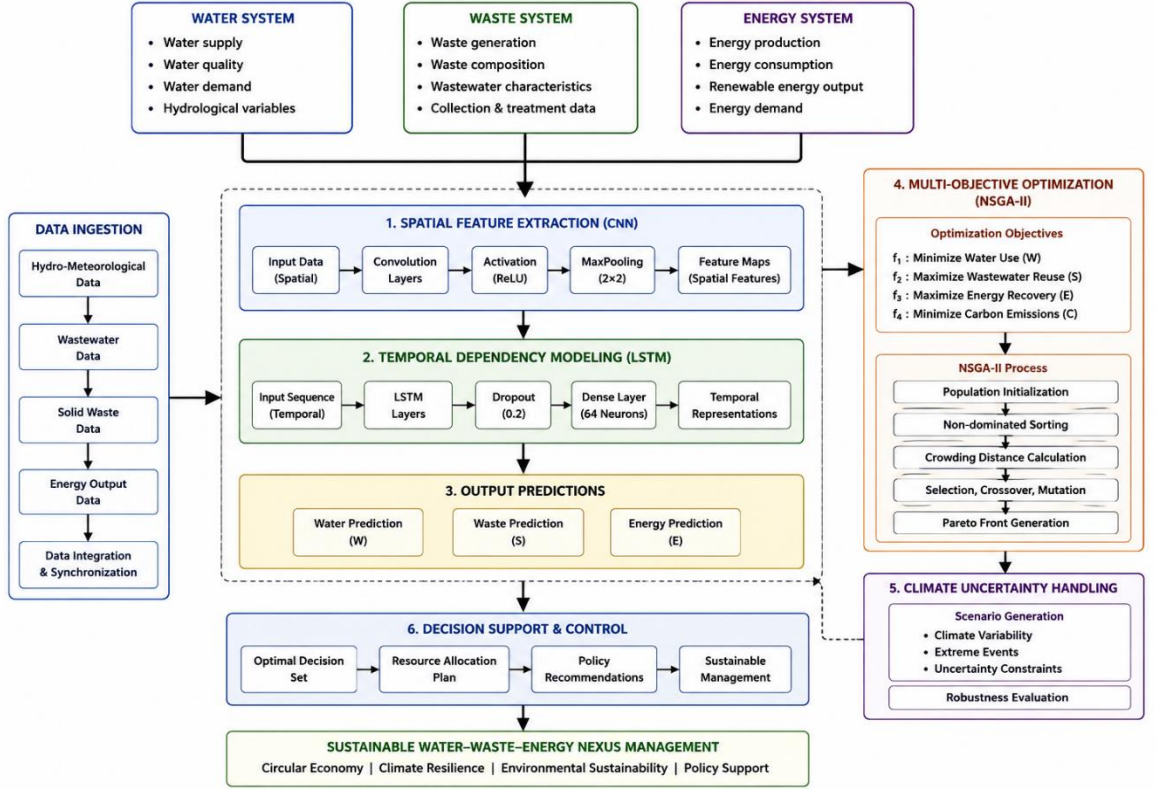 WATER SYSTEM
• Water supply
• Water quality
• Water demand
• Hydrological variables
WASTE SYSTEM
• Waste generation
• Waste composition
• Wastewater characteristics
• Collection & treatment data
ENERGY SYSTEM
• Energy production
• Energy consumption
• Renewable energy output
• Energy demand
DATA INGESTION
Hydro-Meteorological
Data
Wastewater
Data
Solid Waste
Data
Energy Output
Data
Data Integration
& Synchronization
1. SPATIAL FEATURE EXTRACTION (CNN)
Input Data
(Spatial)
Convolution
Layers
Activation
(ReLU)
MaxPooling
(2×2)
Feature Maps
(Spatial Features)
2. TEMPORAL DEPENDENCY MODELING (LSTM)
Input Sequence
(Temporal)
LSTM
Layers
Dropout
(0.2)
Dense Layer
(64 Neurons)
Temporal
Representations
3. OUTPUT PREDICTIONS
Water Prediction
(W)
Waste Prediction
(S)
Energy Prediction
(E)
4. MULTI-OBJECTIVE OPTIMIZATION
(NSGA-II)
Optimization Objectives
f₁ : Minimize Water Use (W)
f₂ : Maximize Wastewater Reuse (S)
f₃ : Maximize Energy Recovery (E)
f₄ : Minimize Carbon Emissions (C)
NSGA-II Process
Population Initialization
Non-dominated Sorting
Crowding Distance Calculation
Selection, Crossover, Mutation
Pareto Front Generation
5. CLIMATE UNCERTAINTY HANDLING
Scenario Generation
• Climate Variability
• Extreme Events
• Uncertainty Constraints
Robustness Evaluation
6. DECISION SUPPORT & CONTROL
Optimal Decision
Set
Resource Allocation
Plan
Policy
Recommendations
Sustainable
Management
SUSTAINABLE WATER–WASTE–ENERGY NEXUS MANAGEMENT
Circular Economy | Climate Resilience | Environmental Sustainability | Policy Support